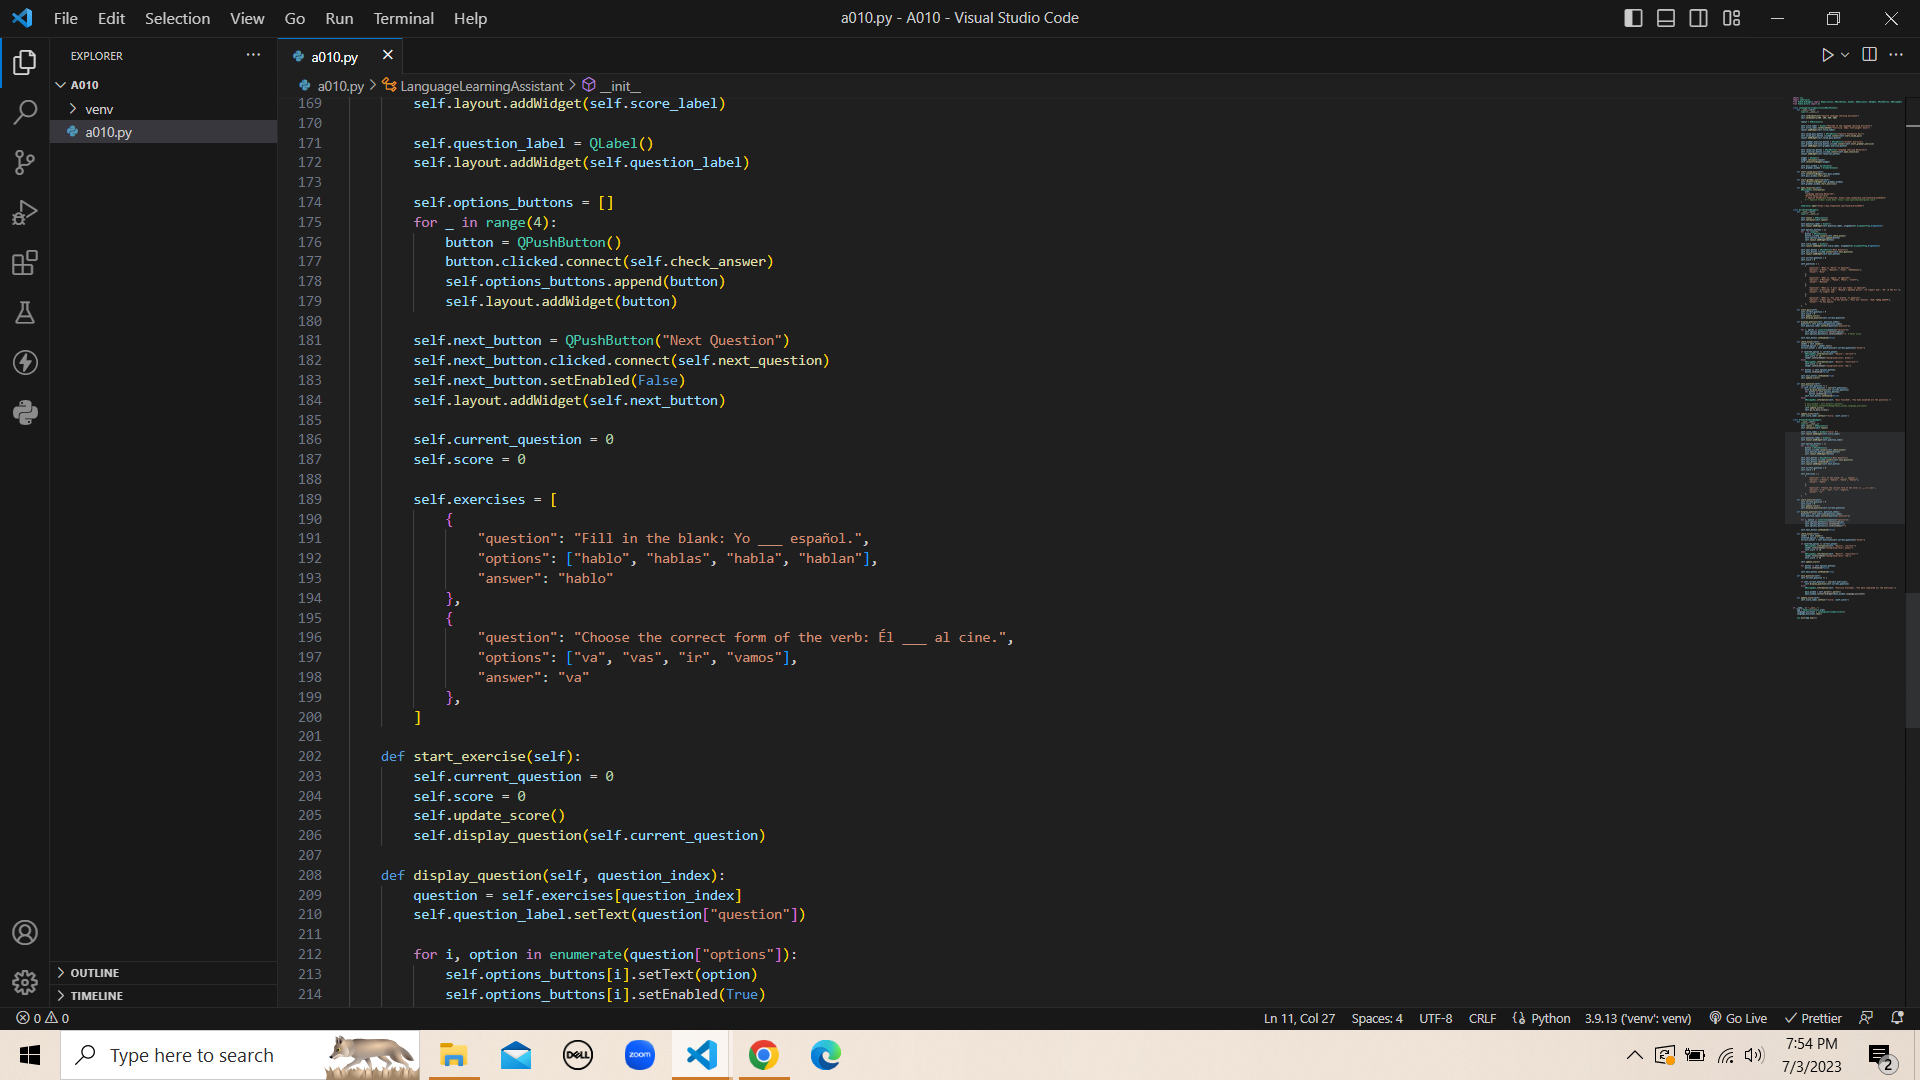 File Edit Selection View Go Run Terminal Help
a010.py - A010 - Visual Studio Code
EXPLORER
A010
venv
a010.py
OUTLINE
TIMELINE
a010.py
a010.py > LanguageLearningAssistant > __init__
169 self.layout.addWidget(self.score_label)
170
171 self.question_label = QLabel()
172 self.layout.addWidget(self.question_label)
173
174 self.options_buttons = []
175 for _ in range(4):
176 button = QPushButton()
177 button.clicked.connect(self.check_answer)
178 self.options_buttons.append(button)
179 self.layout.addWidget(button)
180
181 self.next_button = QPushButton("Next Question")
182 self.next_button.clicked.connect(self.next_question)
183 self.next_button.setEnabled(False)
184 self.layout.addWidget(self.next_button)
185
186 self.current_question = 0
187 self.score = 0
188
189 self.exercises = [
190 {
191 "question": "Fill in the blank: Yo ___ español.",
192 "options": ["hablo", "hablas", "habla", "hablan"],
193 "answer": "hablo"
194 },
195 {
196 "question": "Choose the correct form of the verb: Él ___ al cine.",
197 "options": ["va", "vas", "ir", "vamos"],
198 "answer": "va"
199 },
200 ]
201
202 def start_exercise(self):
203 self.current_question = 0
204 self.score = 0
205 self.update_score()
206 self.display_question(self.current_question)
207
208 def display_question(self, question_index):
209 question = self.exercises[question_index]
210 self.question_label.setText(question["question"])
211
212 for i, option in enumerate(question["options"]):
213 self.options_buttons[i].setText(option)
214 self.options_buttons[i].setEnabled(True)
0 0
Ln 11, Col 27 Spaces: 4 UTF-8 CRLF Python 3.9.13 ('venv': venv) Go Live Prettier
Type here to search
DELL
zoom
7:54 PM
7/3/2023
2